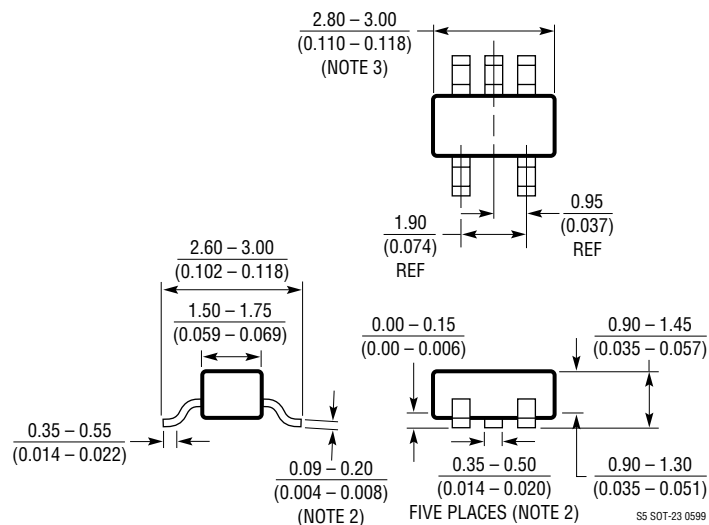 2.80 – 3.00
(0.110 – 0.118)
(NOTE 3)
1.90
(0.074)
REF
0.95
(0.037)
REF
2.60 – 3.00
(0.102 – 0.118)
1.50 – 1.75
(0.059 – 0.069)
0.00 – 0.15
(0.00 – 0.006)
0.90 – 1.45
(0.035 – 0.057)
0.35 – 0.55
(0.014 – 0.022)
0.09 – 0.20
(0.004 – 0.008)
(NOTE 2)
0.35 – 0.50
(0.014 – 0.020)
FIVE PLACES (NOTE 2)
0.90 – 1.30
(0.035 – 0.051)
S5 SOT-23 0599